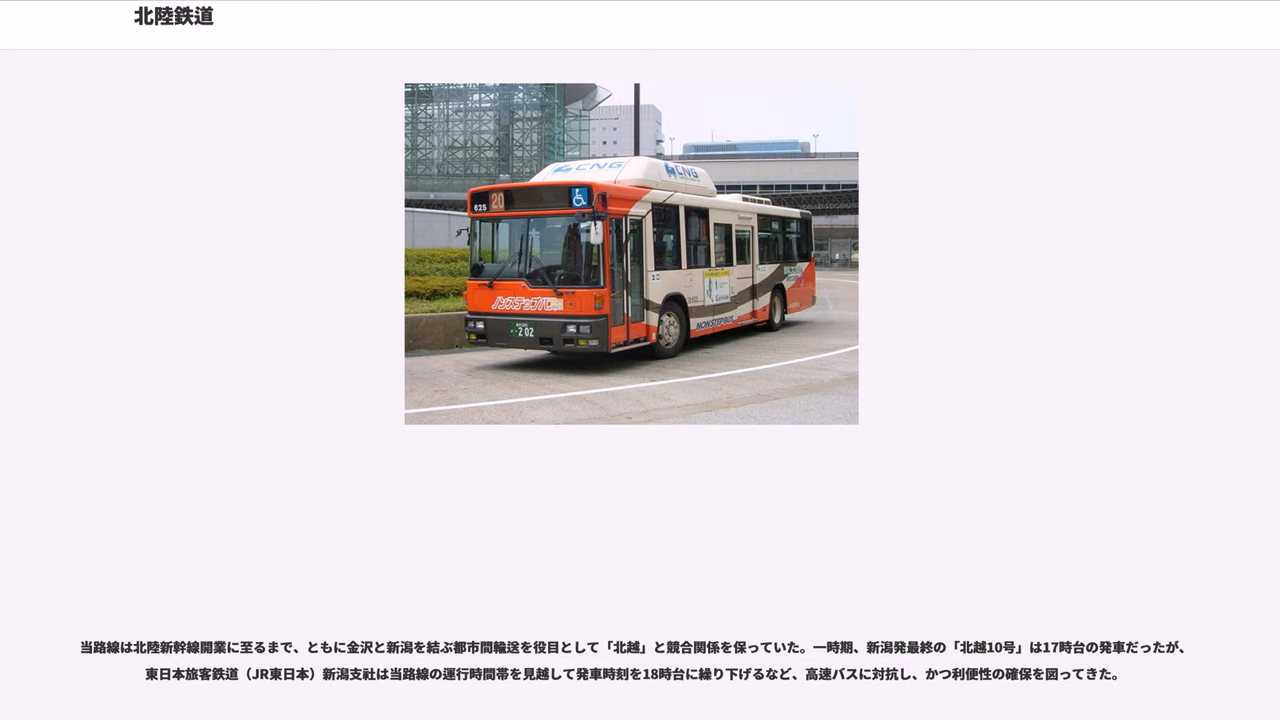 北陸鉄道
CNG
CNG
625
20
ノンステップバス
202
NONSTEPBUS
当路線は北陸新幹線開業に至るまで、ともに金沢と新潟を結ぶ都市間輸送を役目として「北越」と競合関係を保っていた。一時期、新潟発最終の「北越10号」は17時台の発車だったが、
東日本旅客鉄道（JR東日本）新潟支社は当路線の運行時間帯を見越して発車時刻を18時台に繰り下げるなど、高速バスに対抗し、かつ利便性の確保を図ってきた。